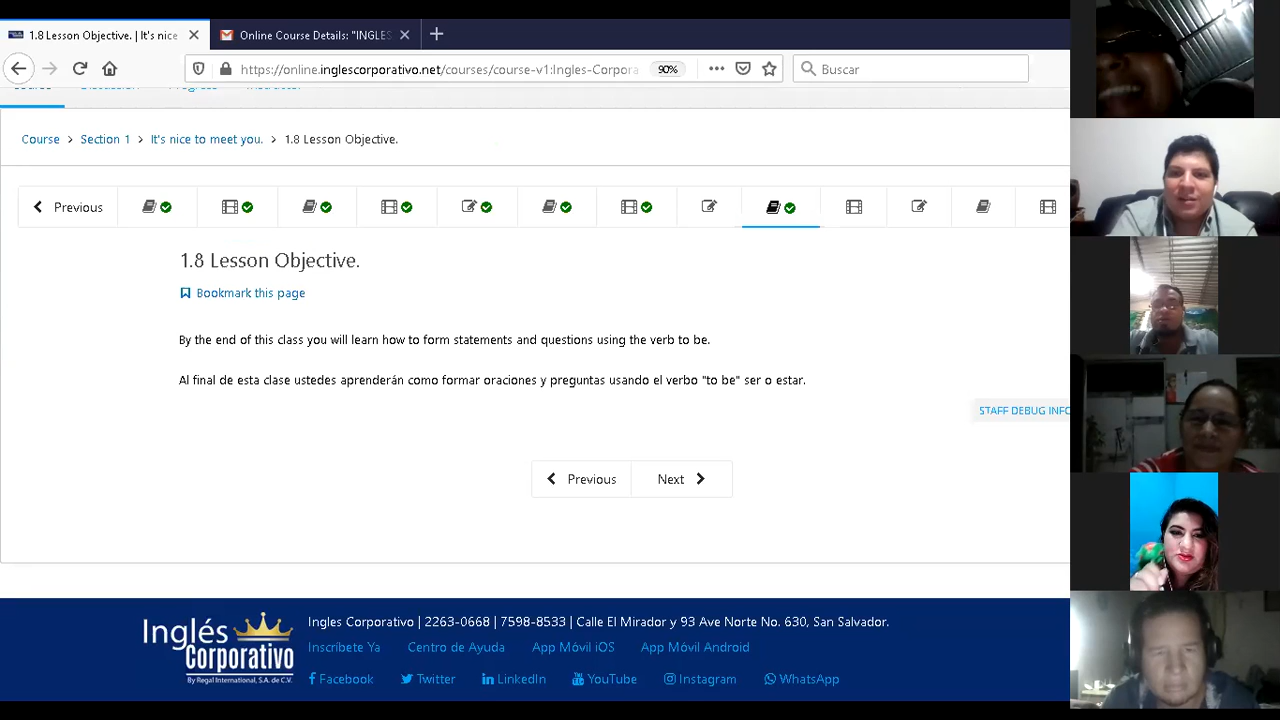 1.8 Lesson Objective. | It's nice
Online Course Details: "INGLES
https://online.inglescorporativo.net/courses/course-v1:Ingles-Corpora
90%
Buscar
Course Discussion Progress Instructor
Course > Section 1 > It's nice to meet you. > 1.8 Lesson Objective.
Previous
1.8 Lesson Objective.
Bookmark this page
By the end of this class you will learn how to form statements and questions using the verb to be.
Al final de esta clase ustedes aprenderán como formar oraciones y preguntas usando el verbo "to be" ser o estar.
STAFF DEBUG INFO
Previous Next
Inglés Corporativo
By Regal International, S.A. de C.V.
Ingles Corporativo | 2263-0668 | 7598-8533 | Calle El Mirador y 93 Ave Norte No. 630, San Salvador.
Inscríbete Ya Centro de Ayuda App Móvil iOS App Móvil Android
Facebook Twitter LinkedIn YouTube Instagram WhatsApp